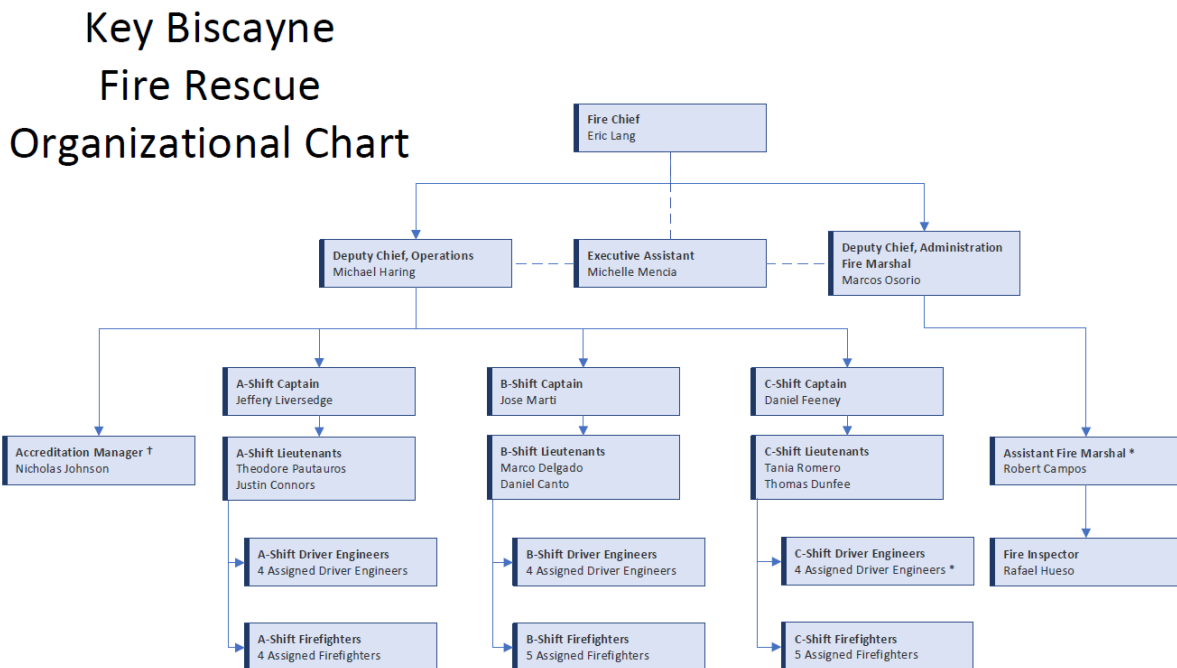 Key Biscayne
Fire Rescue
Organizational Chart
Fire Chief
Eric Lang
Deputy Chief, Operations
Michael Haring
Executive Assistant
Michelle Mencia
Deputy Chief, Administration
Fire Marshal
Marcos Osorio
A-Shift Captain
Jeffery Liversedge
B-Shift Captain
Jose Marti
C-Shift Captain
Daniel Feeney
Accreditation Manager †
Nicholas Johnson
A-Shift Lieutenants
Theodore Pautauros
Justin Connors
B-Shift Lieutenants
Marco Delgado
Daniel Canto
C-Shift Lieutenants
Tania Romero
Thomas Dunfee
Assistant Fire Marshal *
Robert Campos
A-Shift Driver Engineers
4 Assigned Driver Engineers
B-Shift Driver Engineers
4 Assigned Driver Engineers
C-Shift Driver Engineers
4 Assigned Driver Engineers *
Fire Inspector
Rafael Hueso
A-Shift Firefighters
4 Assigned Firefighters
B-Shift Firefighters
5 Assigned Firefighters
C-Shift Firefighters
5 Assigned Firefighters